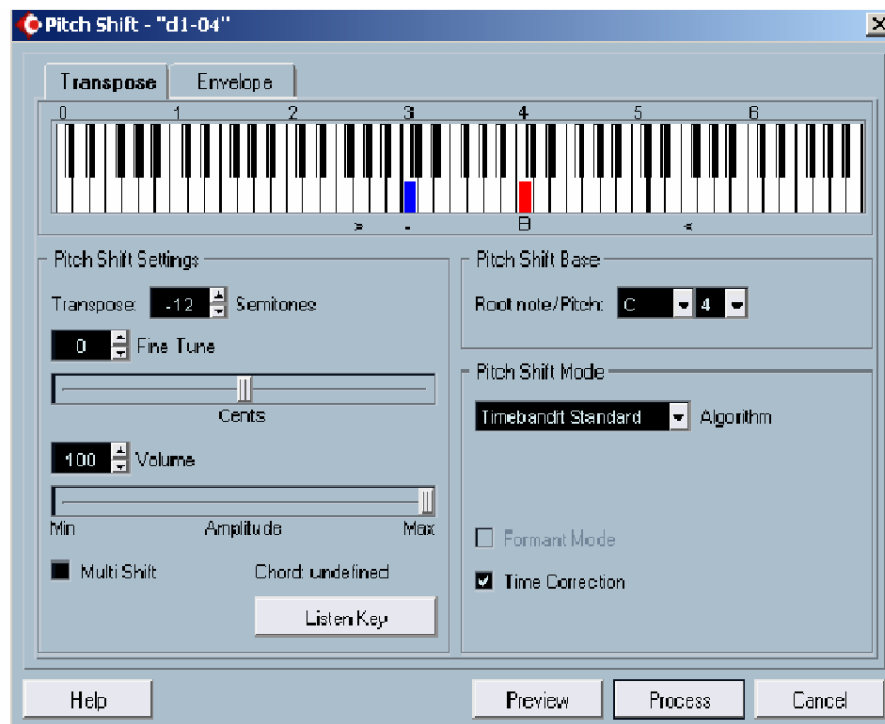 Pitch Shift - "d1-04"
Transpose Envelope
0 1 2 3 4 5 6
> - B <
Pitch Shift Settings
Transpose: -12 Semitones
0 Fine Tune
Cents
100 Volume
Min Amplitude Max
Multi Shift Chord: undefined
Listen Key
Pitch Shift Base
Root note/Pitch: C 4
Pitch Shift Mode
Timebandit Standard Algorithm
Formant Mode
Time Correction
Help Preview Process Cancel